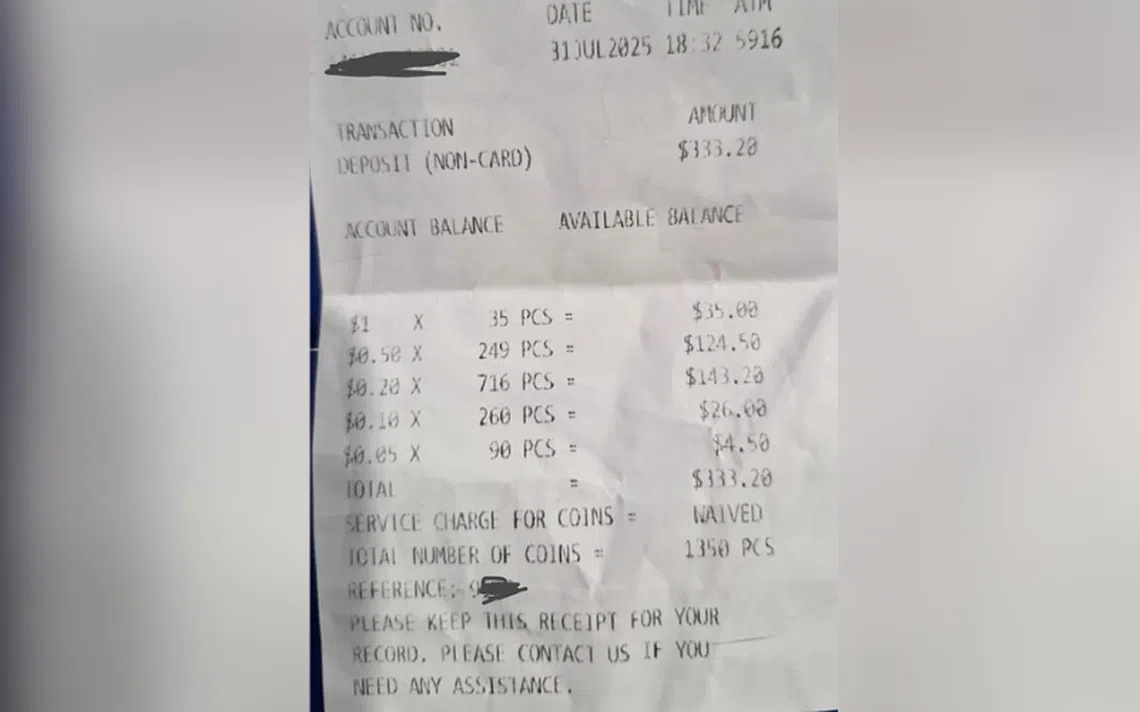 ACCOUNT NO. DATE TIME ATM
31JUL2025 18:32 5916
TRANSACTION AMOUNT
DEPOSIT (NON-CARD) $333.20
ACCOUNT BALANCE AVAILABLE BALANCE
$1 X 35 PCS = $35.00
$0.50 X 249 PCS = $124.50
$0.20 X 716 PCS = $143.20
$0.10 X 260 PCS = $26.00
$0.05 X 90 PCS = $4.50
TOTAL = $333.20
SERVICE CHARGE FOR COINS = WAIVED
TOTAL NUMBER OF COINS = 1350 PCS
REFERENCE:- 9
PLEASE KEEP THIS RECEIPT FOR YOUR
RECORD. PLEASE CONTACT US IF YOU
NEED ANY ASSISTANCE.